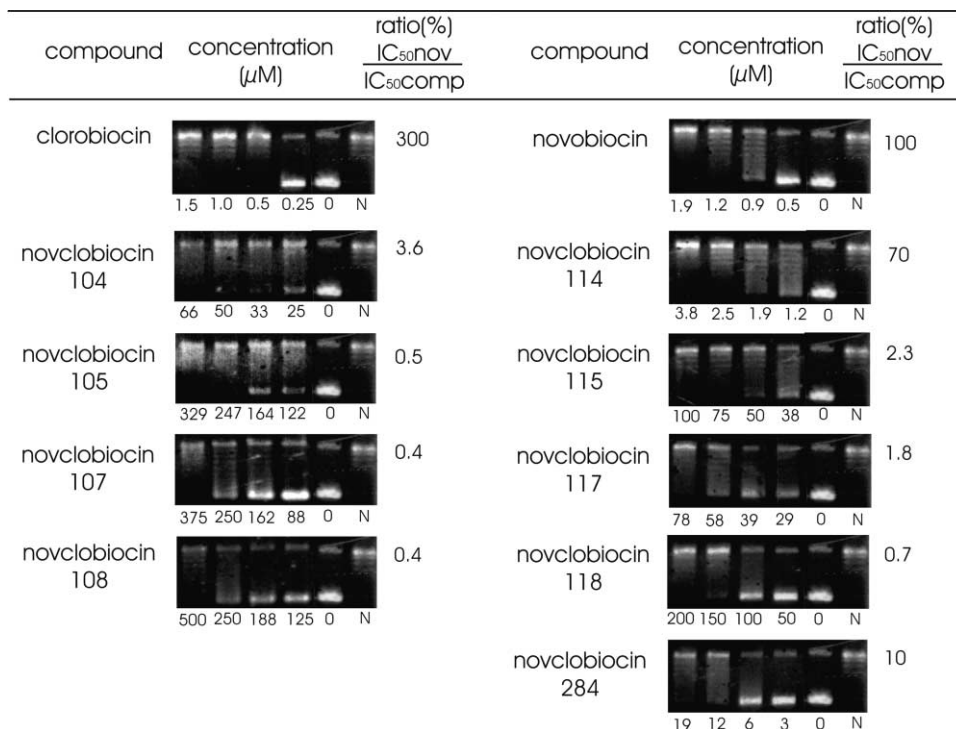 compound
concentration
(µM)
ratio(%)
IC50nov
IC50comp
clorobiocin
300
1.5 1.0 0.5 0.25 0 N
novclobiocin
104
3.6
66 50 33 25 0 N
novclobiocin
105
0.5
329 247 164 122 0 N
novclobiocin
107
0.4
375 250 162 88 0 N
novclobiocin
108
0.4
500 250 188 125 0 N
compound
concentration
(µM)
ratio(%)
IC50nov
IC50comp
novobiocin
100
1.9 1.2 0.9 0.5 0 N
novclobiocin
114
70
3.8 2.5 1.9 1.2 0 N
novclobiocin
115
2.3
100 75 50 38 0 N
novclobiocin
117
1.8
78 58 39 29 0 N
novclobiocin
118
0.7
200 150 100 50 0 N
novclobiocin
284
10
19 12 6 3 0 N